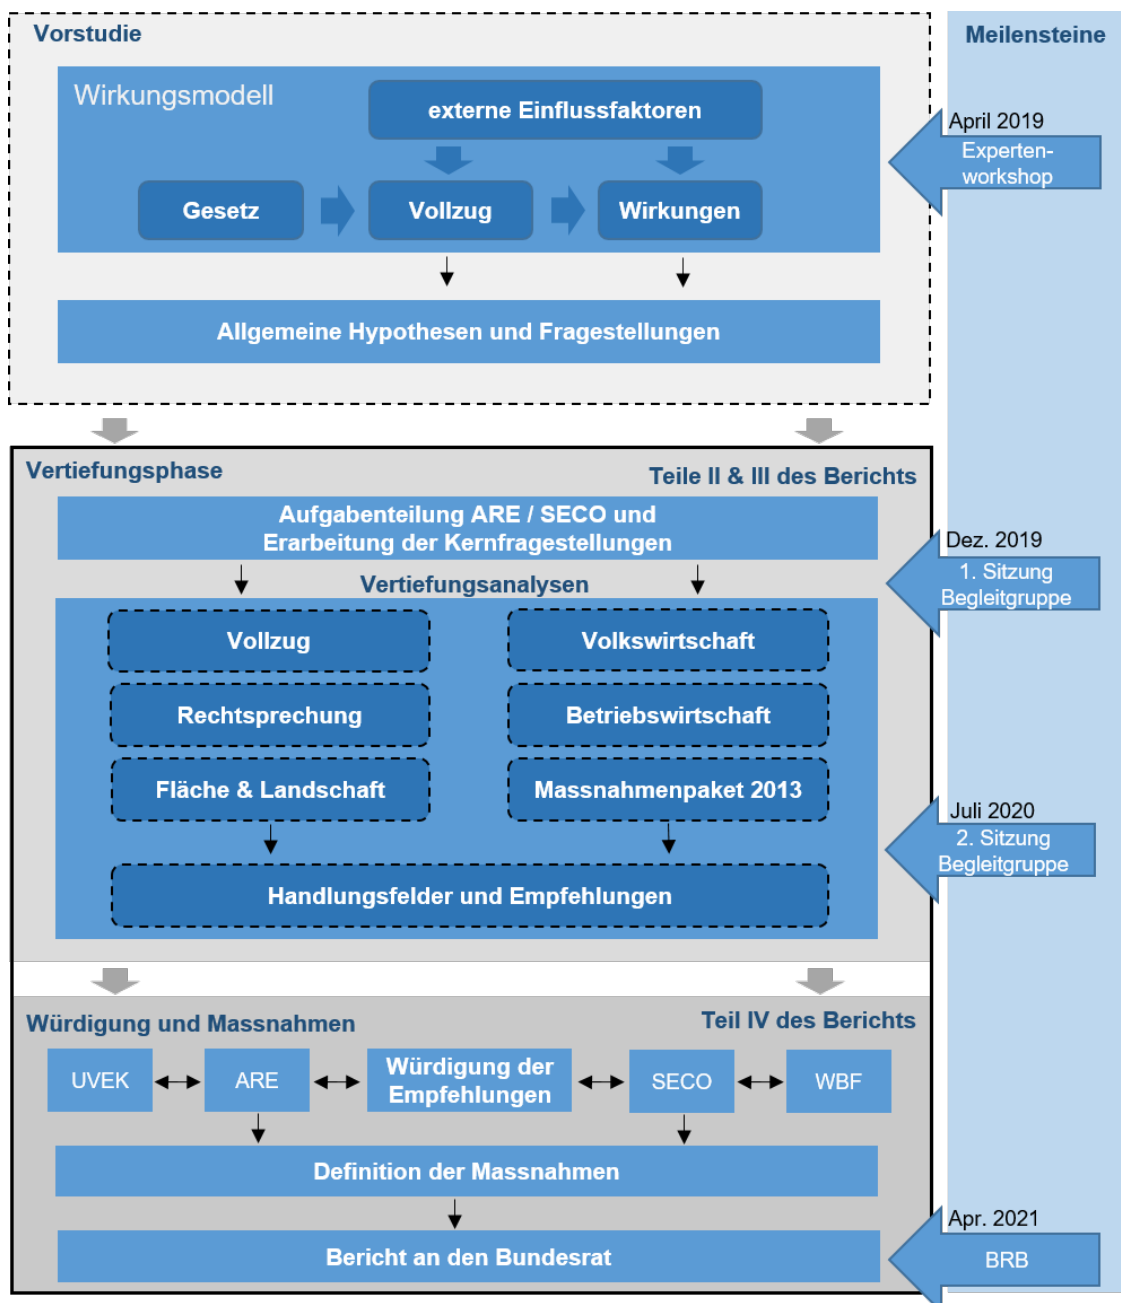 Vorstudie
Meilensteine
Wirkungsmodell
externe Einflussfaktoren
April 2019
Experten-
workshop
Gesetz
Vollzug
Wirkungen
Allgemeine Hypothesen und Fragestellungen
Vertiefungsphase
Teile II & III des Berichts
Aufgabenteilung ARE / SECO und
Erarbeitung der Kernfragestellungen
Dez. 2019
1. Sitzung
Begleitgruppe
Vertiefungsanalysen
Vollzug
Volkswirtschaft
Rechtsprechung
Betriebswirtschaft
Fläche & Landschaft
Massnahmenpaket 2013
Juli 2020
2. Sitzung
Begleitgruppe
Handlungsfelder und Empfehlungen
Würdigung und Massnahmen
Teil IV des Berichts
UVEK
ARE
Würdigung der
Empfehlungen
SECO
WBF
Definition der Massnahmen
Apr. 2021
BRB
Bericht an den Bundesrat